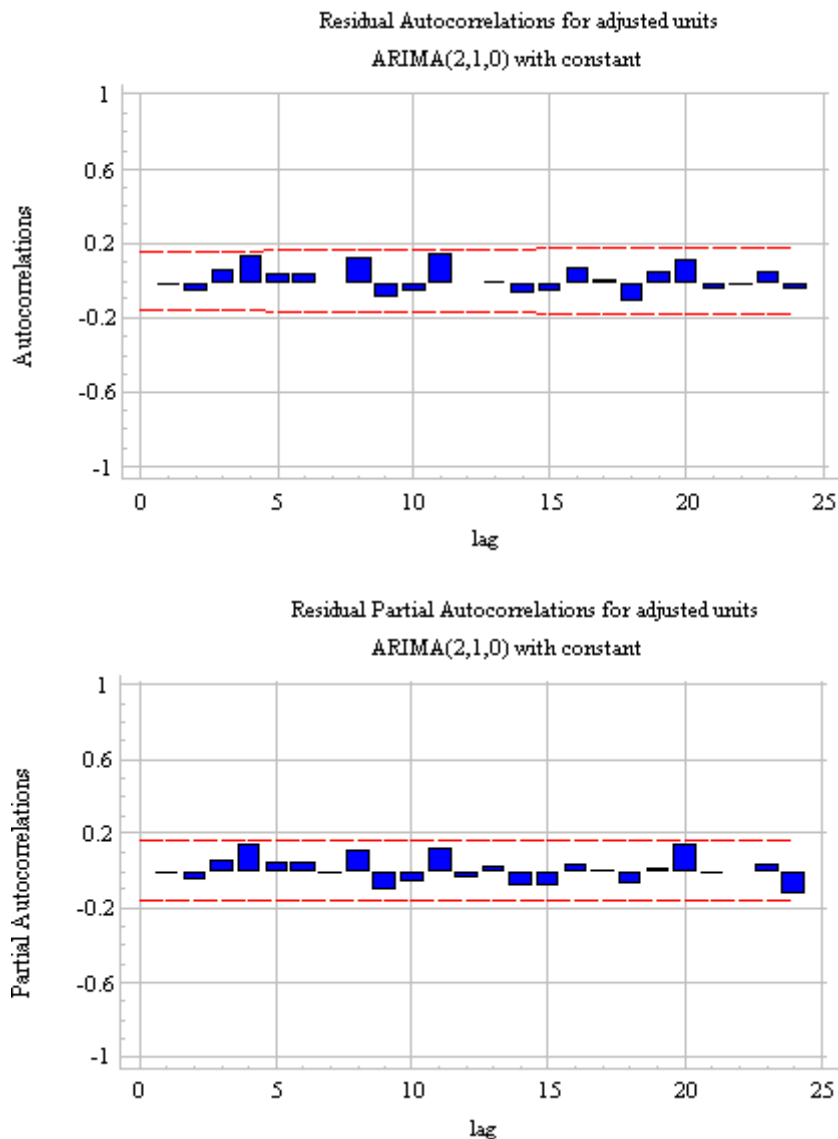 Residual Autocorrelations for adjusted units
ARIMA(2,1,0) with constant
1
0.6
0.2
-0.2
-0.6
-1
Autocorrelations
0 5 10 15 20 25
lag
Residual Partial Autocorrelations for adjusted units
ARIMA(2,1,0) with constant
1
0.6
0.2
-0.2
-0.6
-1
Partial Autocorrelations
0 5 10 15 20 25
lag